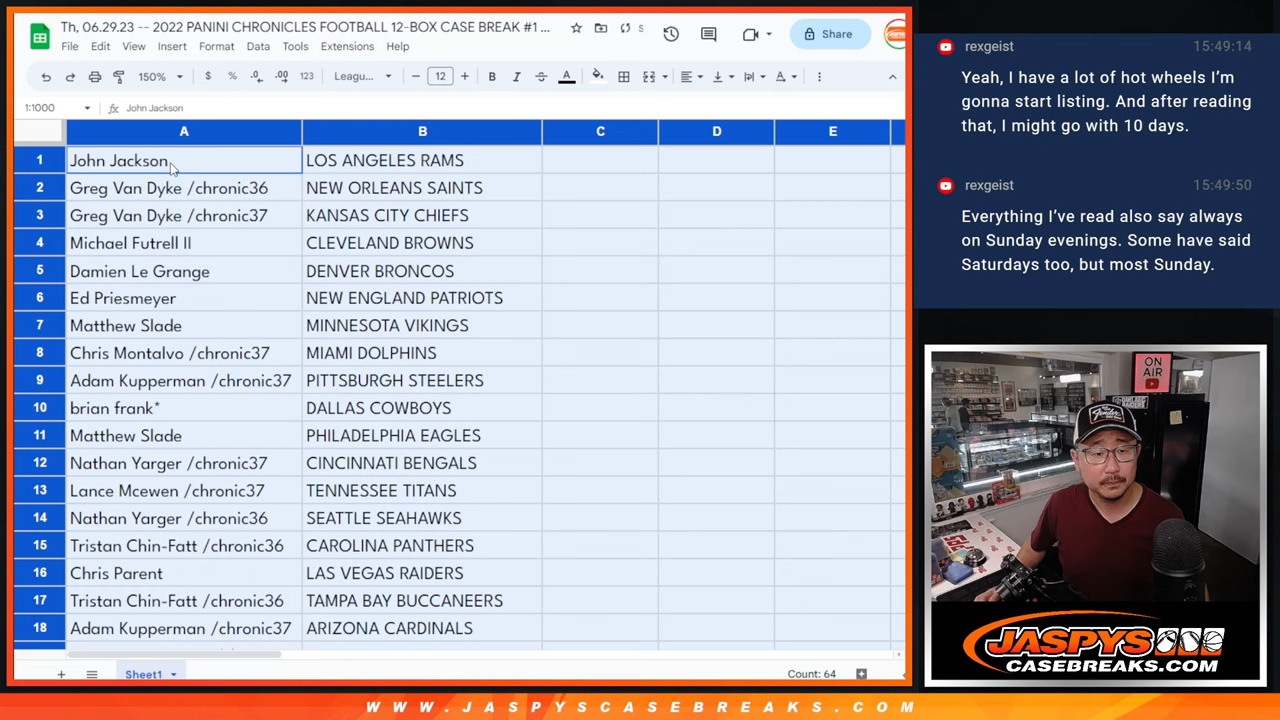 Th, 06.29.23 -- 2022 PANINI CHRONICLES FOOTBALL 12-BOX CASE BREAK #1 ...
S
Share
File Edit View Insert Format Data Tools Extensions Help
150% $ % .0 .00 123 Leagu... − 12 + B I A
1:1000 fx John Jackson
A B C D E
1 John Jackson LOS ANGELES RAMS
2 Greg Van Dyke /chronic36 NEW ORLEANS SAINTS
3 Greg Van Dyke /chronic37 KANSAS CITY CHIEFS
4 Michael Futrell II CLEVELAND BROWNS
5 Damien Le Grange DENVER BRONCOS
6 Ed Priesmeyer NEW ENGLAND PATRIOTS
7 Matthew Slade MINNESOTA VIKINGS
8 Chris Montalvo /chronic37 MIAMI DOLPHINS
9 Adam Kupperman /chronic37 PITTSBURGH STEELERS
10 brian frank* DALLAS COWBOYS
11 Matthew Slade PHILADELPHIA EAGLES
12 Nathan Yarger /chronic37 CINCINNATI BENGALS
13 Lance Mcewen /chronic37 TENNESSEE TITANS
14 Nathan Yarger /chronic36 SEATTLE SEAHAWKS
15 Tristan Chin-Fatt /chronic36 CAROLINA PANTHERS
16 Chris Parent LAS VEGAS RAIDERS
17 Tristan Chin-Fatt /chronic36 TAMPA BAY BUCCANEERS
18 Adam Kupperman /chronic37 ARIZONA CARDINALS
Sheet1 Count: 64
rexgeist 15:49:14
Yeah, I have a lot of hot wheels I’m
gonna start listing. And after reading
that, I might go with 10 days.
rexgeist 15:49:50
Everything I’ve read also say always
on Sunday evenings. Some have said
Saturdays too, but most Sunday.
ON
AIR
Fender
JASPYS
CASEBREAKS.COM
WWW.JASPYSCASEBREAKS.COM